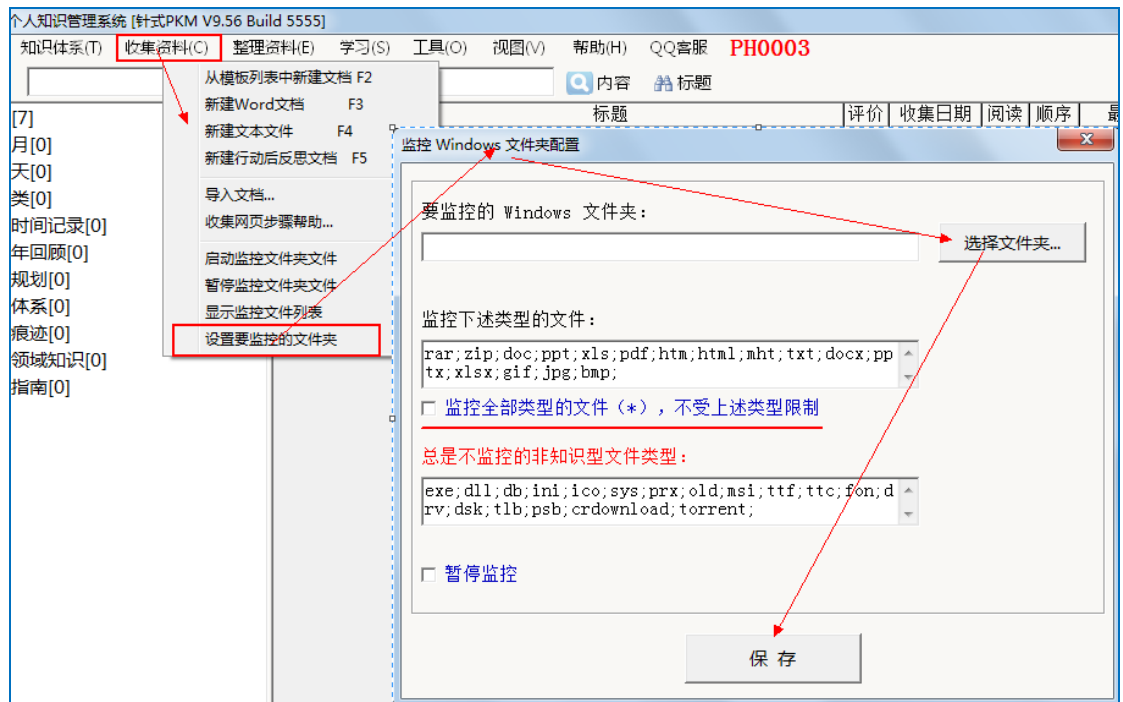 个人知识管理系统 [针式PKM V9.56 Build 5555]
知识体系(T) 收集资料(C) 整理资料(E) 学习(S) 工具(O) 视图(V) 帮助(H) QQ客服 PH0003
内容 标题
标题 评价 收集日期 阅读 顺序 最
[7]
月[0]
天[0]
类[0]
时间记录[0]
年回顾[0]
规划[0]
体系[0]
痕迹[0]
领域知识[0]
指南[0]
从模板列表中新建文档 F2
新建Word文档 F3
新建文本文件 F4
新建行动后反思文档 F5
导入文档...
收集网页步骤帮助...
启动监控文件夹文件
暂停监控文件夹文件
显示监控文件列表
设置要监控的文件夹
监控 Windows 文件夹配置
要监控的 Windows 文件夹:
选择文件夹...
监控下述类型的文件:
rar;zip;doc;ppt;xls;pdf;htm;html;mht;txt;docx;pp
tx;xlsx;gif;jpg;bmp;
监控全部类型的文件（*），不受上述类型限制
总是不监控的非知识型文件类型:
exe;dll;db;ini;ico;sys;prx;old;msi;ttf;ttc;fon;d
rv;dsk;tlb;psb;crdownload;torrent;
暂停监控
保 存